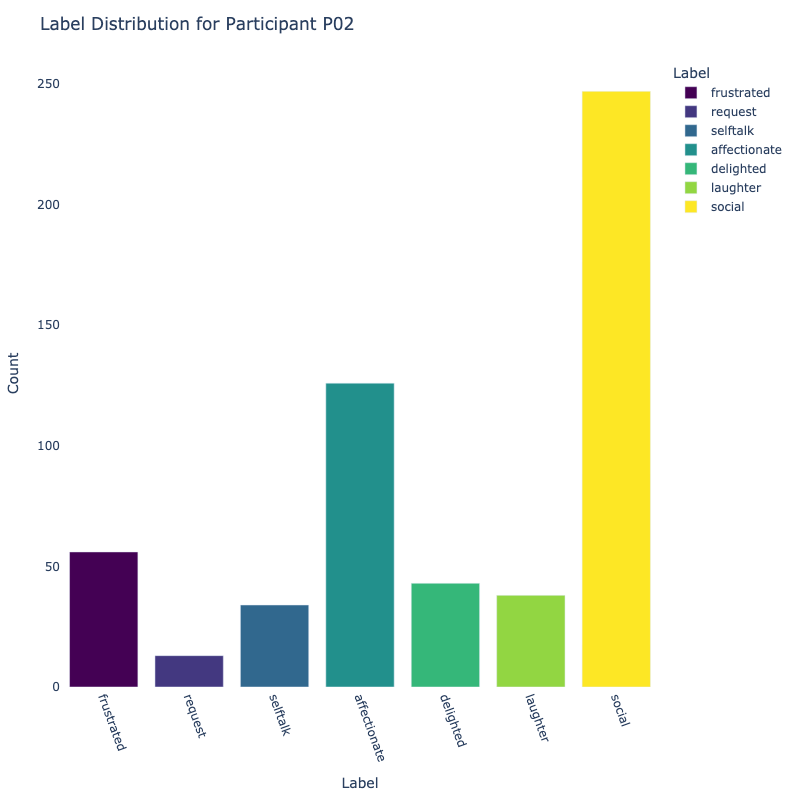 Label Distribution for Participant P02
Label
frustrated
request
selftalk
affectionate
delighted
laughter
social
Count
250
200
150
100
50
0
frustrated
request
selftalk
affectionate
delighted
laughter
social
Label